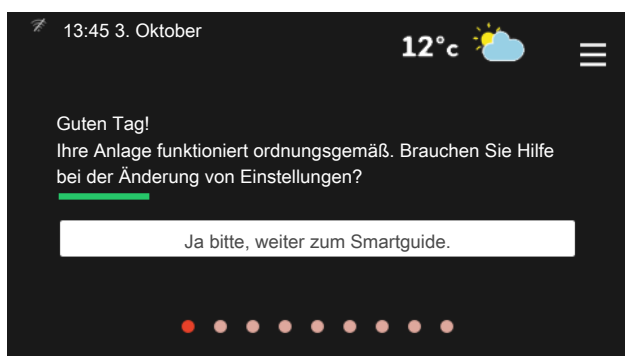 13:45 3. Oktober
12°c
Guten Tag!
Ihre Anlage funktioniert ordnungsgemäß. Brauchen Sie Hilfe
bei der Änderung von Einstellungen?
Ja bitte, weiter zum Smartguide.